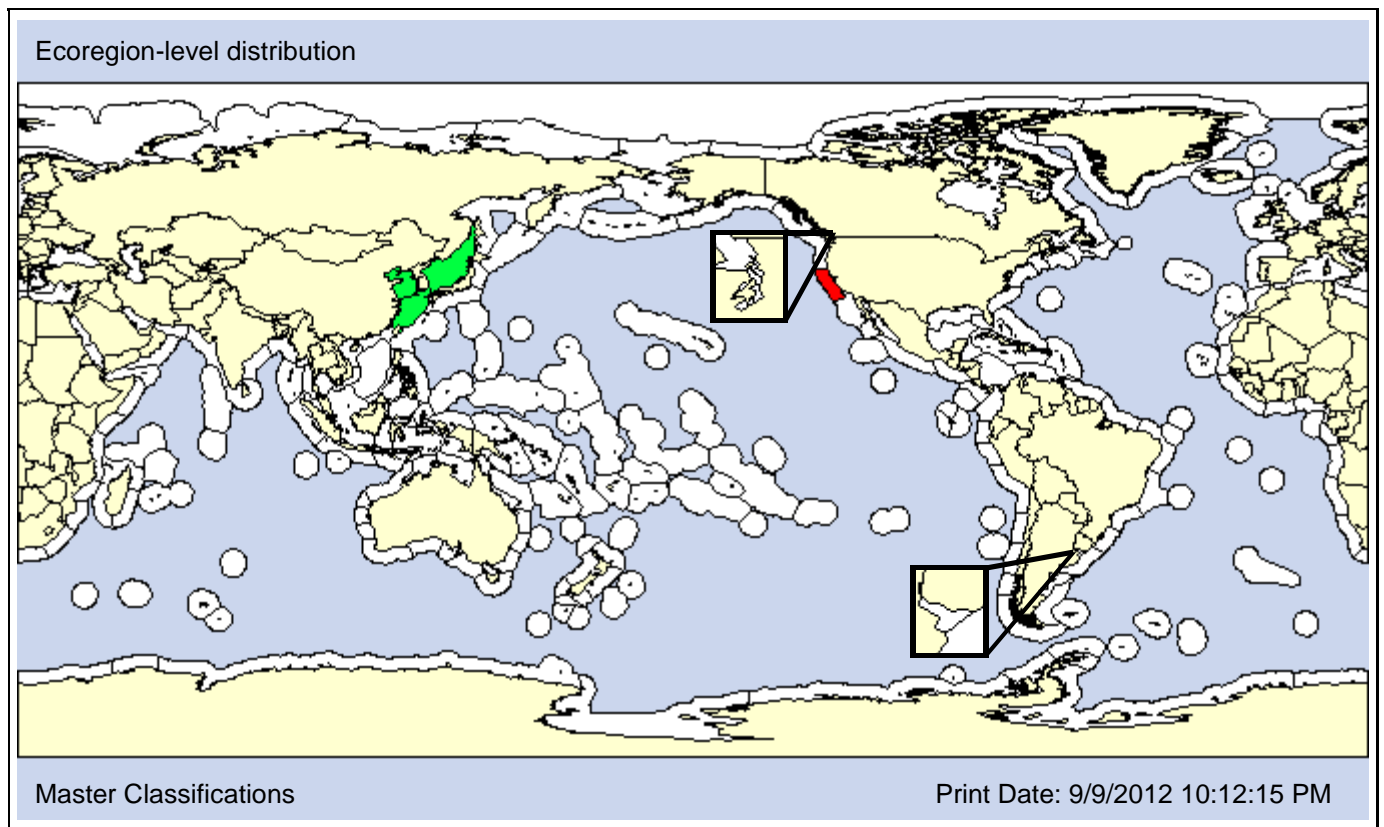 Ecoregion-level distribution
Master Classifications
Print Date: 9/9/2012 10:12:15 PM